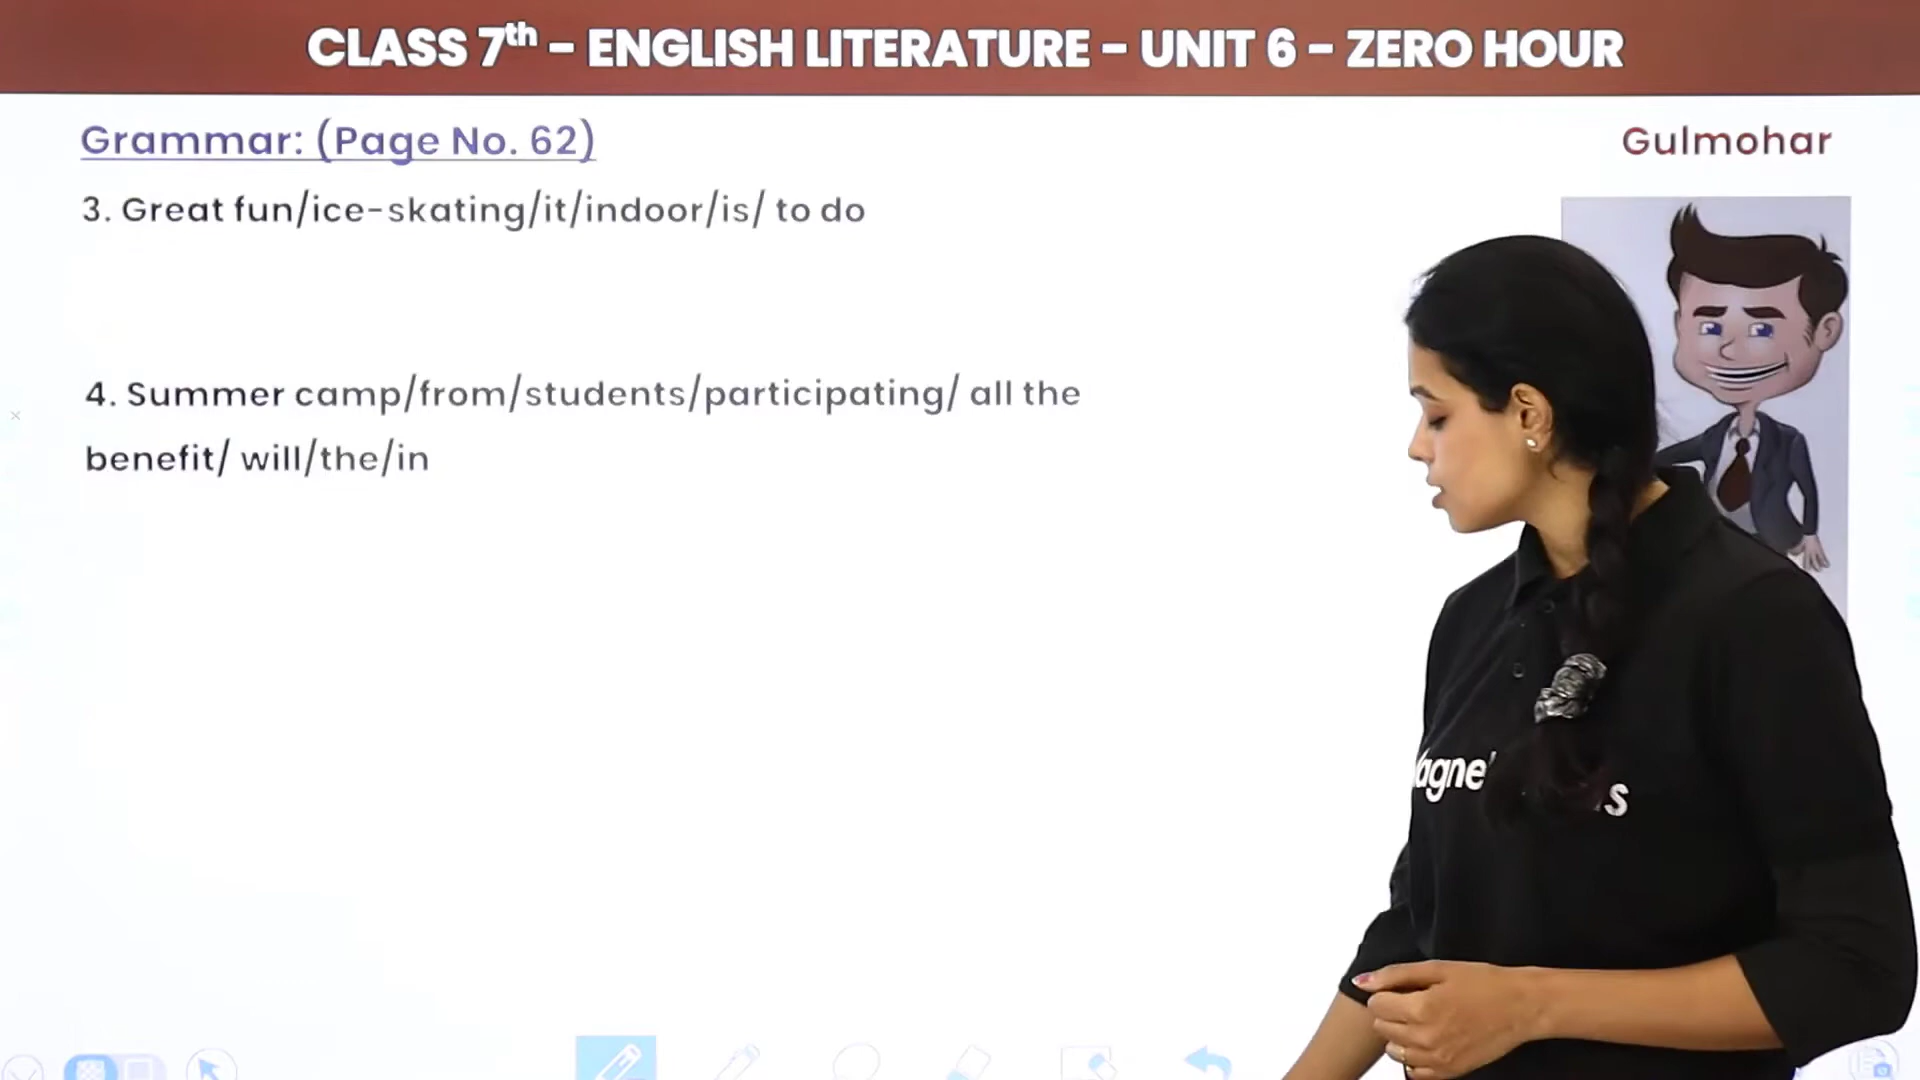 CLASS 7th – ENGLISH LITERATURE – UNIT 6 – ZERO HOUR
Grammar: (Page No. 62)
Gulmohar
3. Great fun/ice-skating/it/indoor/is/ to do
4. Summer camp/from/students/participating/ all the
benefit/ will/the/in